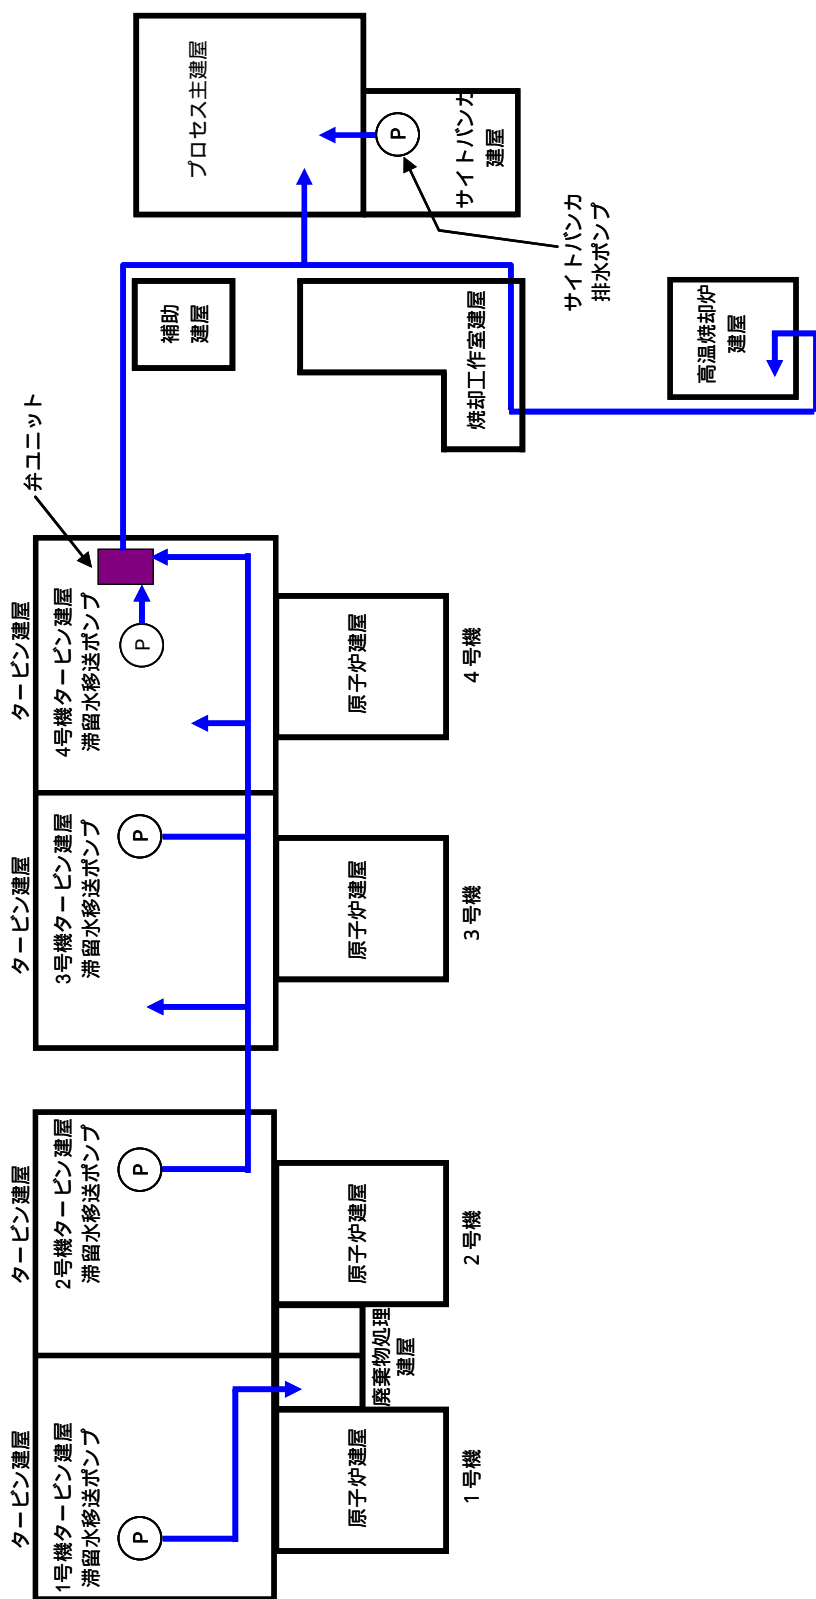 タービン建屋
1号機タービン建屋
滞留水移送ポンプ
P
原子炉建屋
1号機
廃棄物処理
建屋
タービン建屋
2号機タービン建屋
滞留水移送ポンプ
P
原子炉建屋
2号機
タービン建屋
3号機タービン建屋
滞留水移送ポンプ
P
原子炉建屋
3号機
タービン建屋
4号機タービン建屋
滞留水移送ポンプ
P
原子炉建屋
4号機
弁ユニット
補助
建屋
焼却工作室建屋
プロセス主建屋
P
サイトバンカ
建屋
サイトバンカ
排水ポンプ
高温焼却炉
建屋